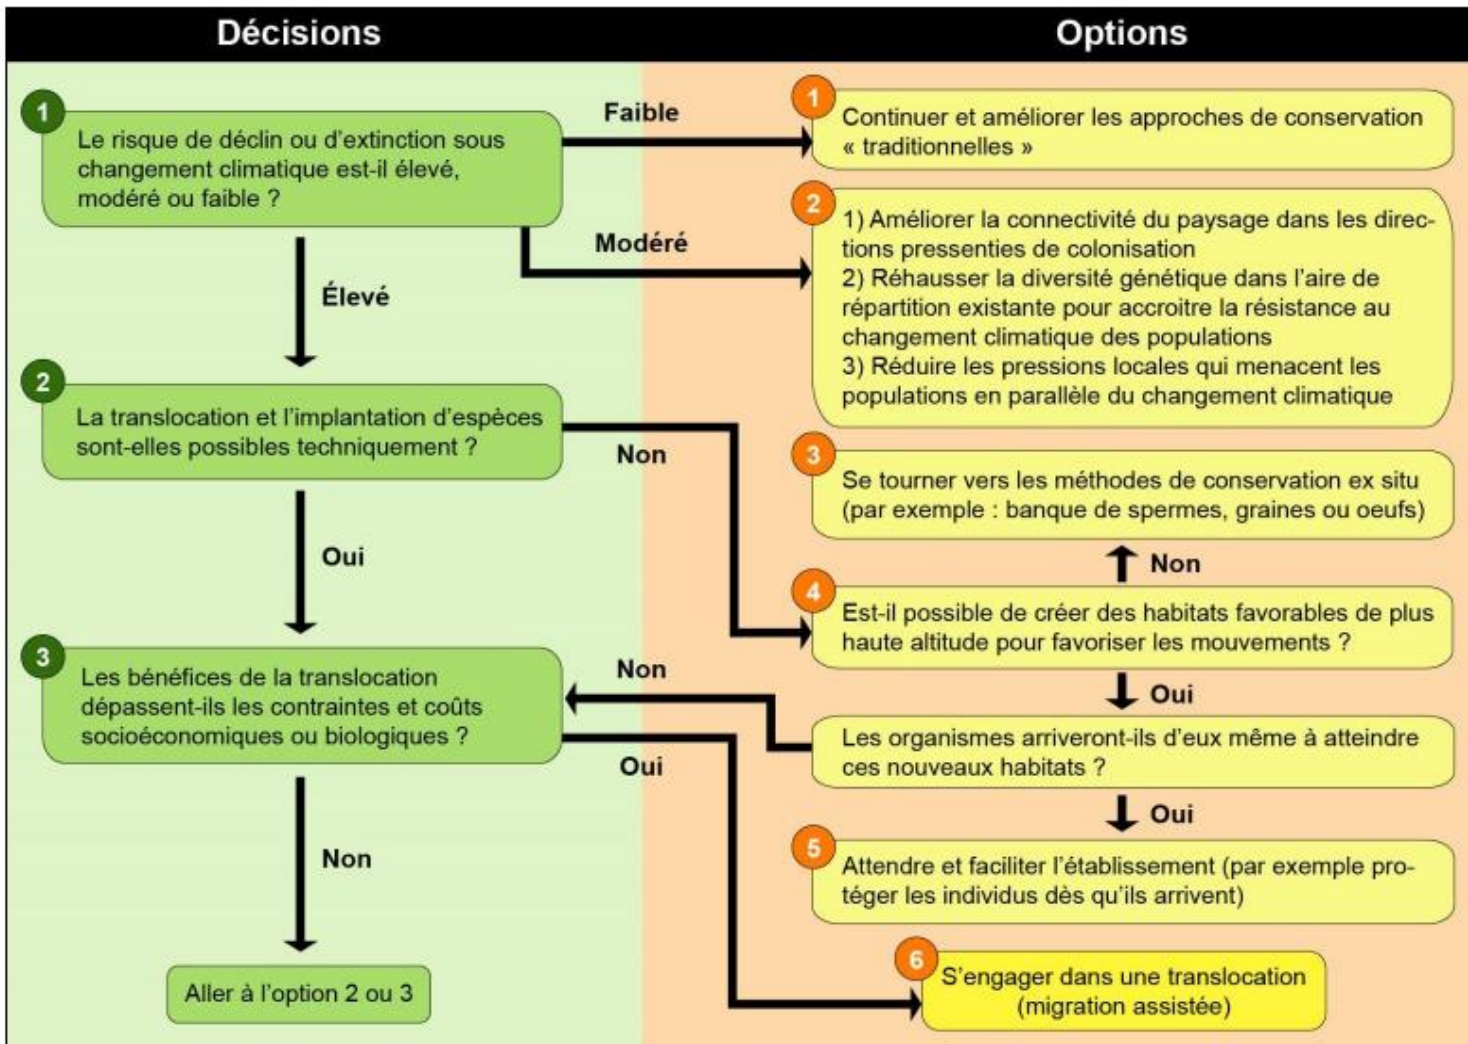 Décisions
Options
1
Le risque de déclin ou d'extinction sous
changement climatique est-il élevé,
modéré ou faible ?
Faible
Modéré
Élevé
1
Continuer et améliorer les approches de conservation
« traditionnelles »
2
1) Améliorer la connectivité du paysage dans les direc-
tions pressenties de colonisation
2) Réhausser la diversité génétique dans l'aire de
répartition existante pour accroitre la résistance au
changement climatique des populations
3) Réduire les pressions locales qui menacent les
populations en parallèle du changement climatique
2
La translocation et l'implantation d'espèces
sont-elles possibles techniquement ?
Non
Oui
3
Se tourner vers les méthodes de conservation ex situ
(par exemple : banque de spermes, graines ou oeufs)
Non
4
Est-il possible de créer des habitats favorables de plus
haute altitude pour favoriser les mouvements ?
Oui
3
Les bénéfices de la translocation
dépassent-ils les contraintes et coûts
socioéconomiques ou biologiques ?
Non
Oui
Non
Les organismes arriveront-ils d'eux même à atteindre
ces nouveaux habitats ?
Oui
5
Attendre et faciliter l'établissement (par exemple pro-
téger les individus dès qu'ils arrivent)
Aller à l'option 2 ou 3
6
S'engager dans une translocation
(migration assistée)